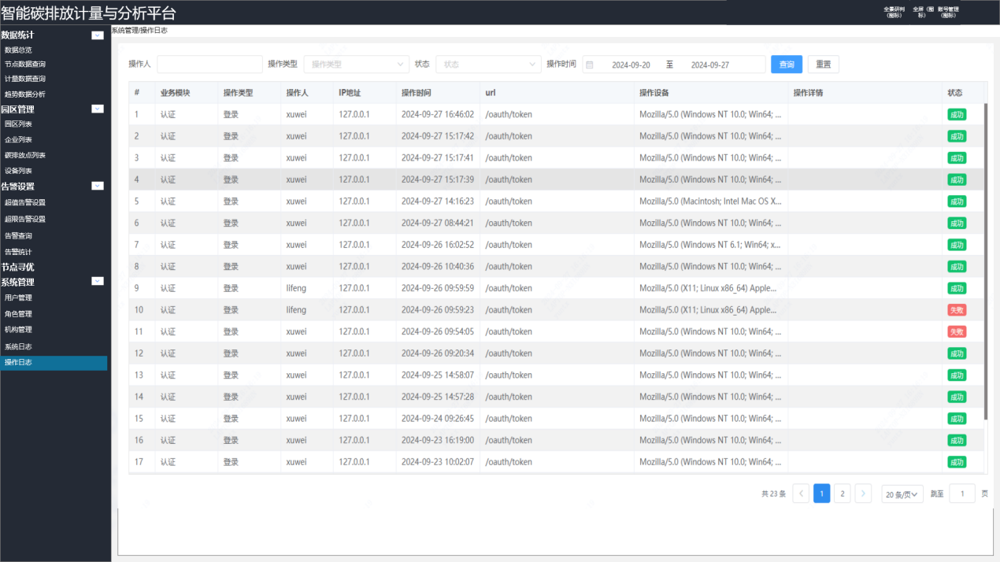 智能碳排放计量与分析平台
全景研判（图标） 全屏（图标） 账号管理（图标）
数据统计
数据总览
节点数据查询
计量数据查询
趋势数据分析
园区管理
园区列表
企业列表
碳排放点列表
设备列表
告警设置
超值告警设置
超限告警设置
告警查询
告警统计
节点寻优
系统管理
用户管理
角色管理
机构管理
系统日志
操作日志
系统管理/操作日志
操作人 操作类型 操作类型 状态 状态 操作时间 2024-09-20 至 2024-09-27 查询 重置
# 业务模块 操作类型 操作人 IP地址 操作时间 url 操作设备 操作详情 状态
1 认证 登录 xuwei 127.0.0.1 2024-09-27 16:46:02 /oauth/token Mozilla/5.0 (Windows NT 10.0; Win64; ... 成功
2 认证 登录 xuwei 127.0.0.1 2024-09-27 15:17:42 /oauth/token Mozilla/5.0 (Windows NT 10.0; Win64; ... 成功
3 认证 登录 xuwei 127.0.0.1 2024-09-27 15:17:41 /oauth/token Mozilla/5.0 (Windows NT 10.0; Win64; ... 成功
4 认证 登录 xuwei 127.0.0.1 2024-09-27 15:17:39 /oauth/token Mozilla/5.0 (Windows NT 10.0; Win64; ... 成功
5 认证 登录 xuwei 127.0.0.1 2024-09-27 14:16:23 /oauth/token Mozilla/5.0 (Macintosh; Intel Mac OS X... 成功
6 认证 登录 xuwei 127.0.0.1 2024-09-27 08:44:21 /oauth/token Mozilla/5.0 (Windows NT 10.0; Win64; ... 成功
7 认证 登录 xuwei 127.0.0.1 2024-09-26 16:02:52 /oauth/token Mozilla/5.0 (Windows NT 6.1; Win64; x... 成功
8 认证 登录 xuwei 127.0.0.1 2024-09-26 10:40:36 /oauth/token Mozilla/5.0 (Windows NT 10.0; Win64; ... 成功
9 认证 登录 lifeng 127.0.0.1 2024-09-26 09:59:59 /oauth/token Mozilla/5.0 (X11; Linux x86_64) Apple... 成功
10 认证 登录 lifeng 127.0.0.1 2024-09-26 09:59:23 /oauth/token Mozilla/5.0 (X11; Linux x86_64) Apple... 失败
11 认证 登录 xuwei 127.0.0.1 2024-09-26 09:54:05 /oauth/token Mozilla/5.0 (Windows NT 10.0; Win64; ... 失败
12 认证 登录 xuwei 127.0.0.1 2024-09-26 09:20:34 /oauth/token Mozilla/5.0 (Windows NT 10.0; Win64; ... 成功
13 认证 登录 xuwei 127.0.0.1 2024-09-25 14:58:07 /oauth/token Mozilla/5.0 (Windows NT 10.0; Win64; ... 成功
14 认证 登录 xuwei 127.0.0.1 2024-09-25 14:57:28 /oauth/token Mozilla/5.0 (Windows NT 10.0; Win64; ... 成功
15 认证 登录 xuwei 127.0.0.1 2024-09-24 09:26:45 /oauth/token Mozilla/5.0 (Windows NT 10.0; Win64; ... 成功
16 认证 登录 xuwei 127.0.0.1 2024-09-23 16:19:00 /oauth/token Mozilla/5.0 (Windows NT 10.0; Win64; ... 成功
17 认证 登录 xuwei 127.0.0.1 2024-09-23 10:02:07 /oauth/token Mozilla/5.0 (Windows NT 10.0; Win64; ... 成功
共 23 条 1 2 20 条/页 跳至 1 页